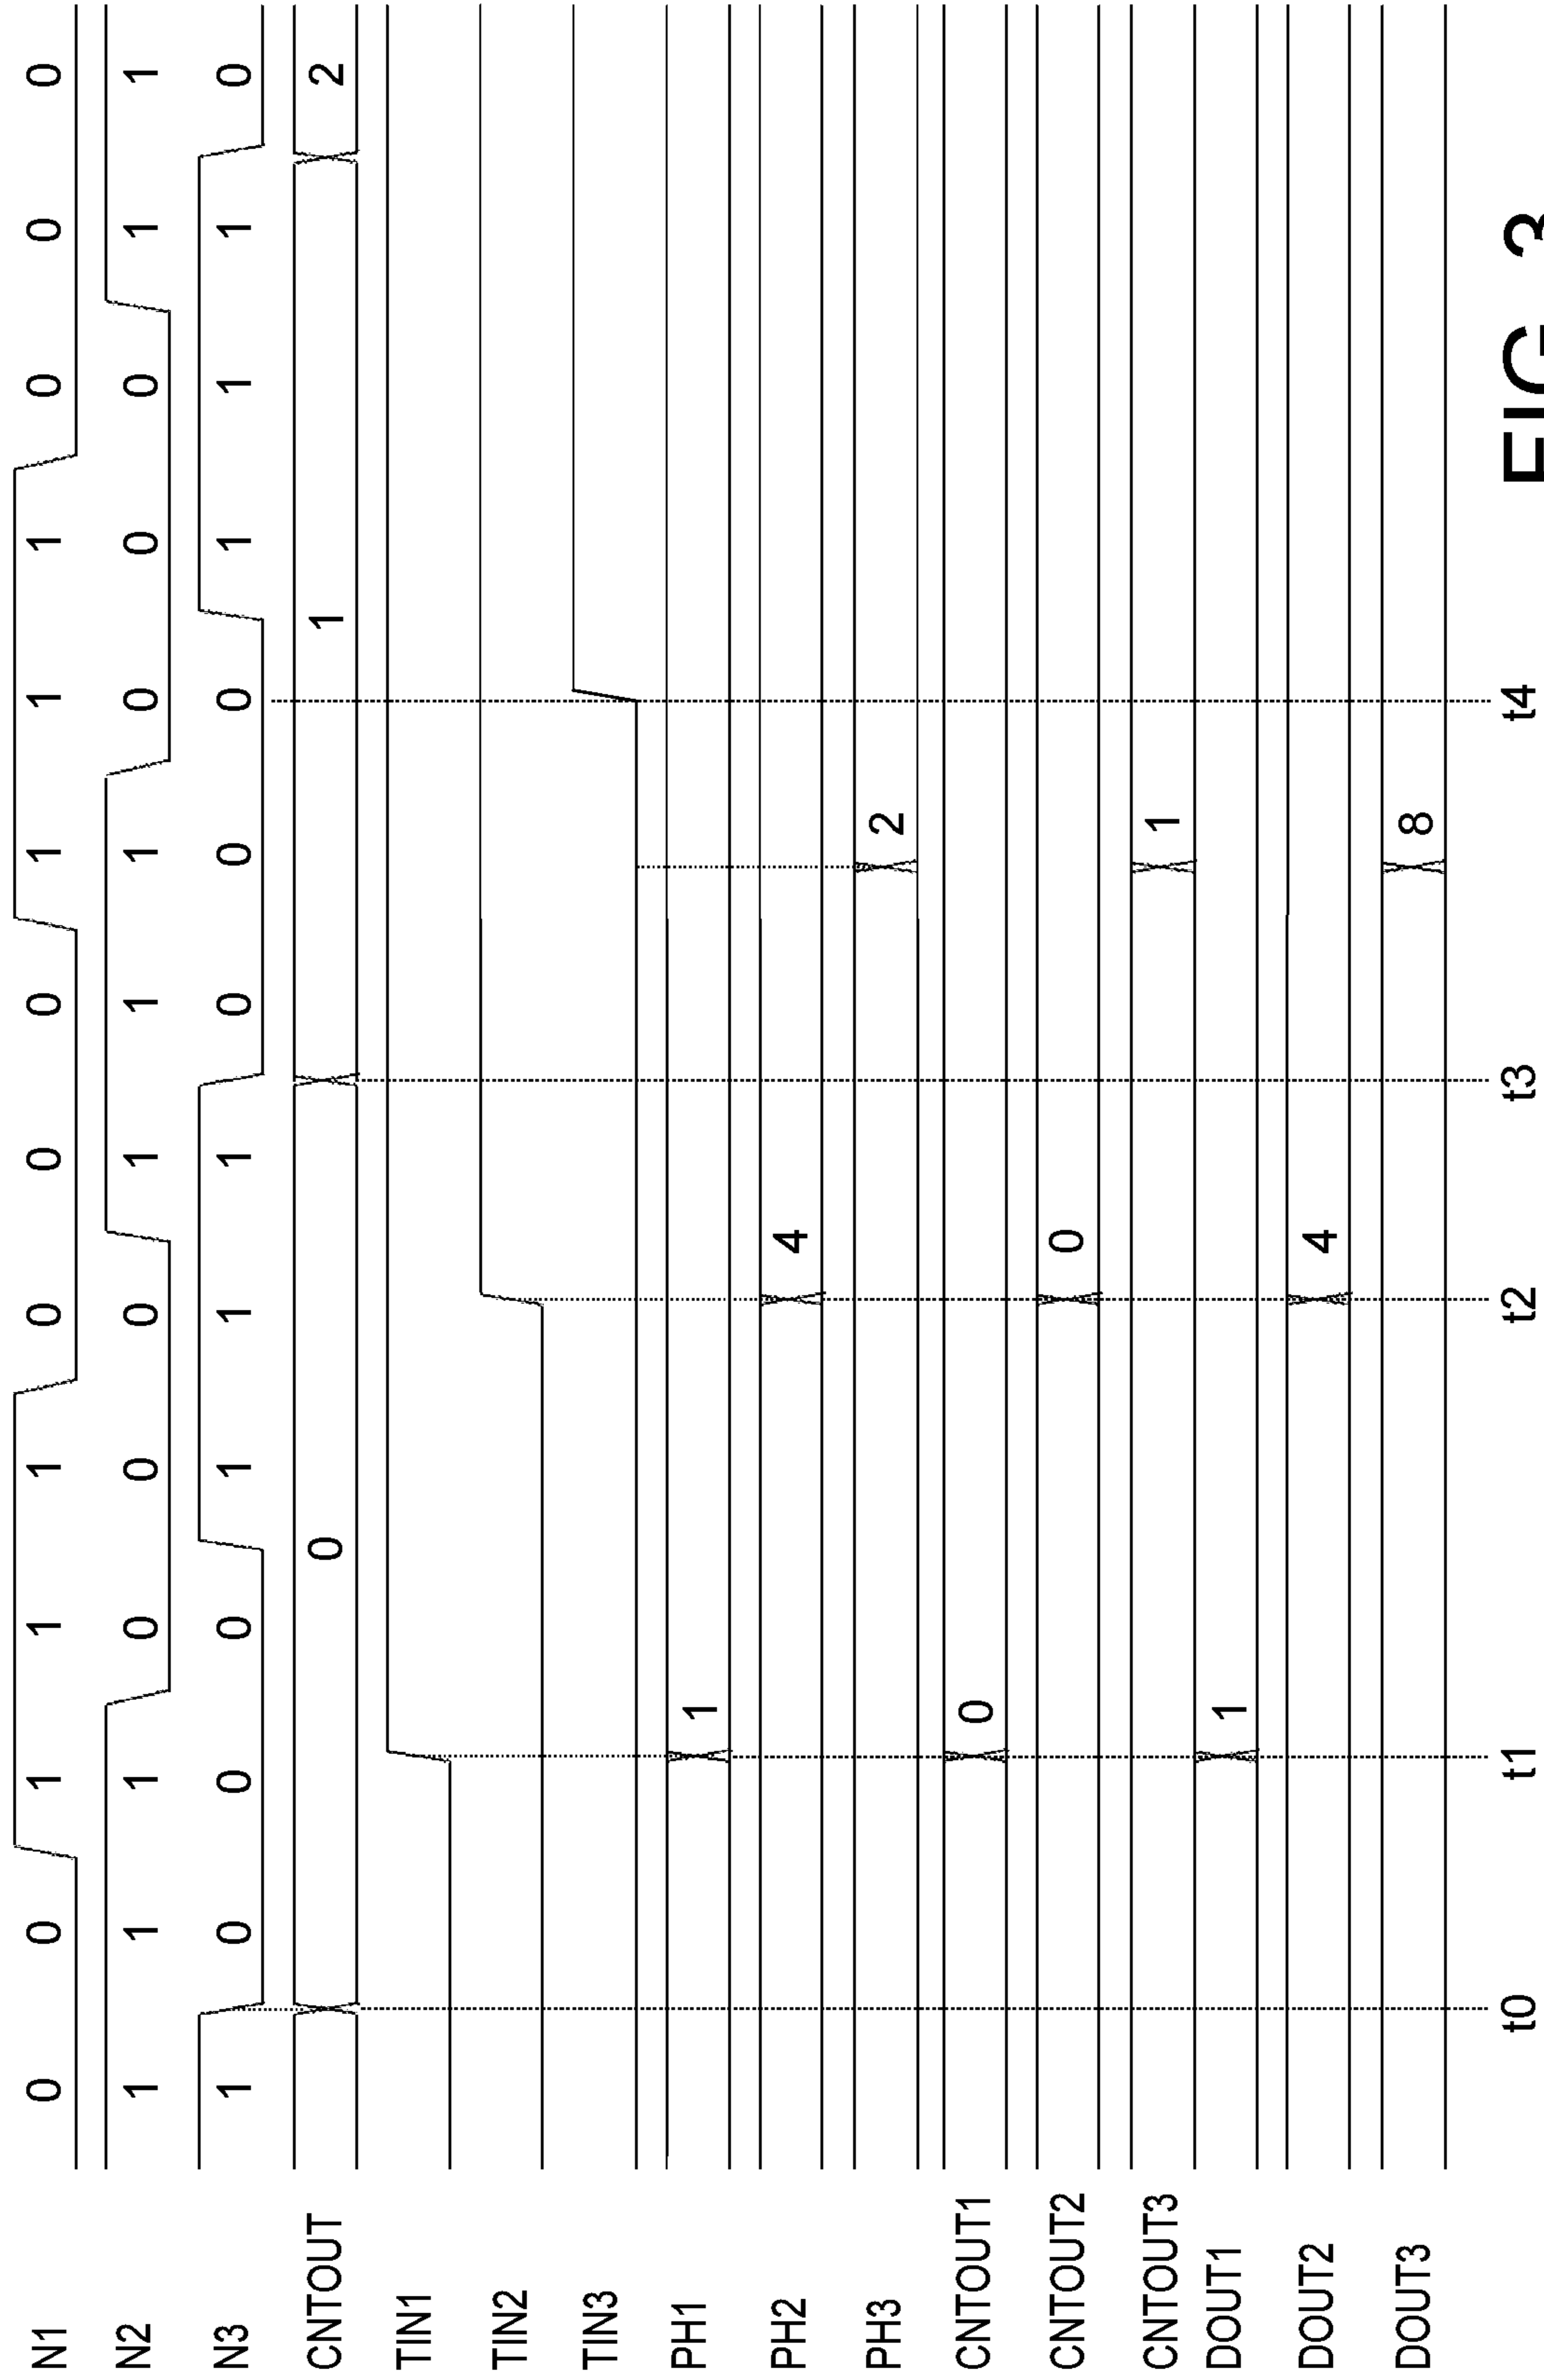 N1 0 0 1 1 1 0 0 0 1 1 1 0 0 0
N2 1 1 1 0 0 0 1 1 1 0 0 0 1 1
N3 1 0 0 0 1 1 1 0 0 0 1 1 1 0
CNTOUT 0 1 2
TIN1
TIN2
TIN3
PH1 1
PH2 4
PH3 2
CNTOUT1 0
CNTOUT2 0
CNTOUT3 1
DOUT1 1
DOUT2 4
DOUT3 8
t0 t1 t2 t3 t4
FIG 3